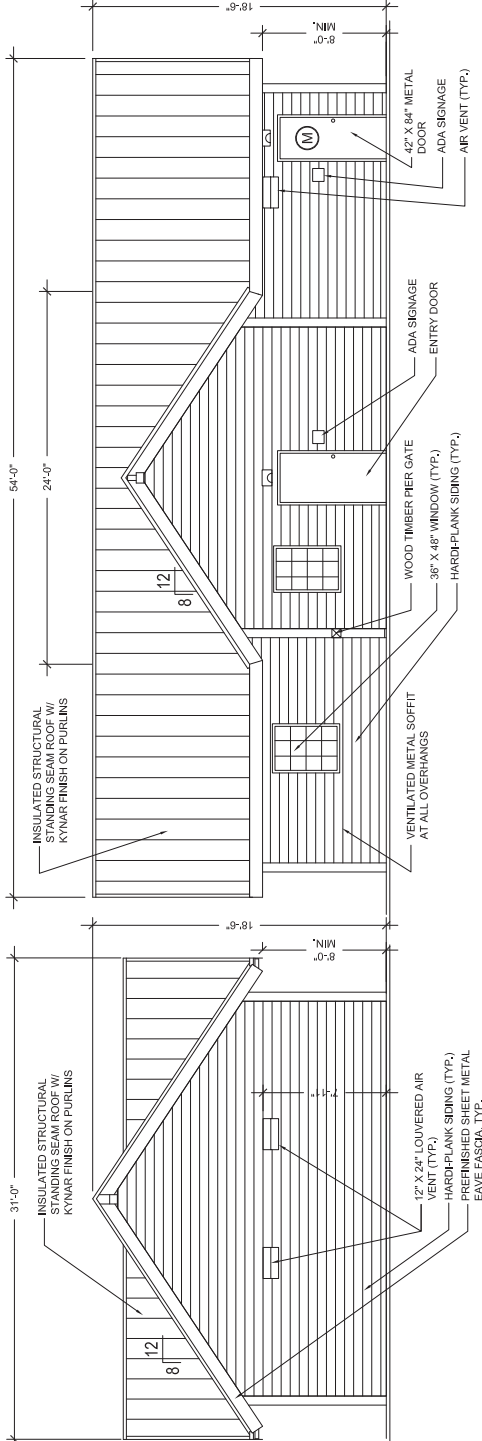 31'-0"
INSULATED STRUCTURAL
STANDING SEAM ROOF W/
KYNAR FINISH ON PURLINS
12
8
18'-6"
8'-0"
MIN.
7'-11"
12" X 24" LOUVERED AIR
VENT (TYP.)
HARDI-PLANK SIDING (TYP.)
PREFINISHED SHEET METAL
EAVE FASCIA, TYP.
54'-0"
24'-0"
INSULATED STRUCTURAL
STANDING SEAM ROOF W/
KYNAR FINISH ON PURLINS
12
8
18'-6"
8'-0"
MIN.
M
VENTILATED METAL SOFFIT
AT ALL OVERHANGS
WOOD TIMBER PIER GATE
36" X 48" WINDOW (TYP.)
HARDI-PLANK SIDING (TYP.)
ADA SIGNAGE
ENTRY DOOR
42" X 84" METAL
DOOR
ADA SIGNAGE
AIR VENT (TYP.)